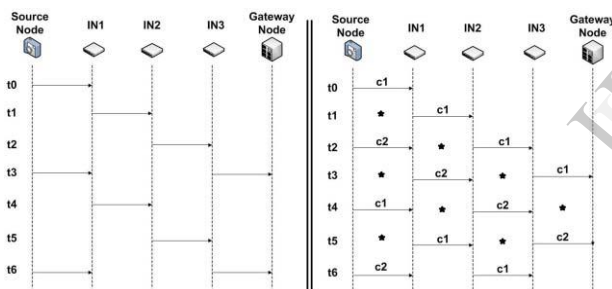 Source Node IN1 IN2 IN3 Gateway Node
t0
t1
t2
t3
t4
t5
t6
Source Node IN1 IN2 IN3 Gateway Node
t0 c1
t1 * c1
t2 c2 * c1
t3 * c2 * c1
t4 c1 * c2 *
t5 * c1 * c2
t6 c2 c1